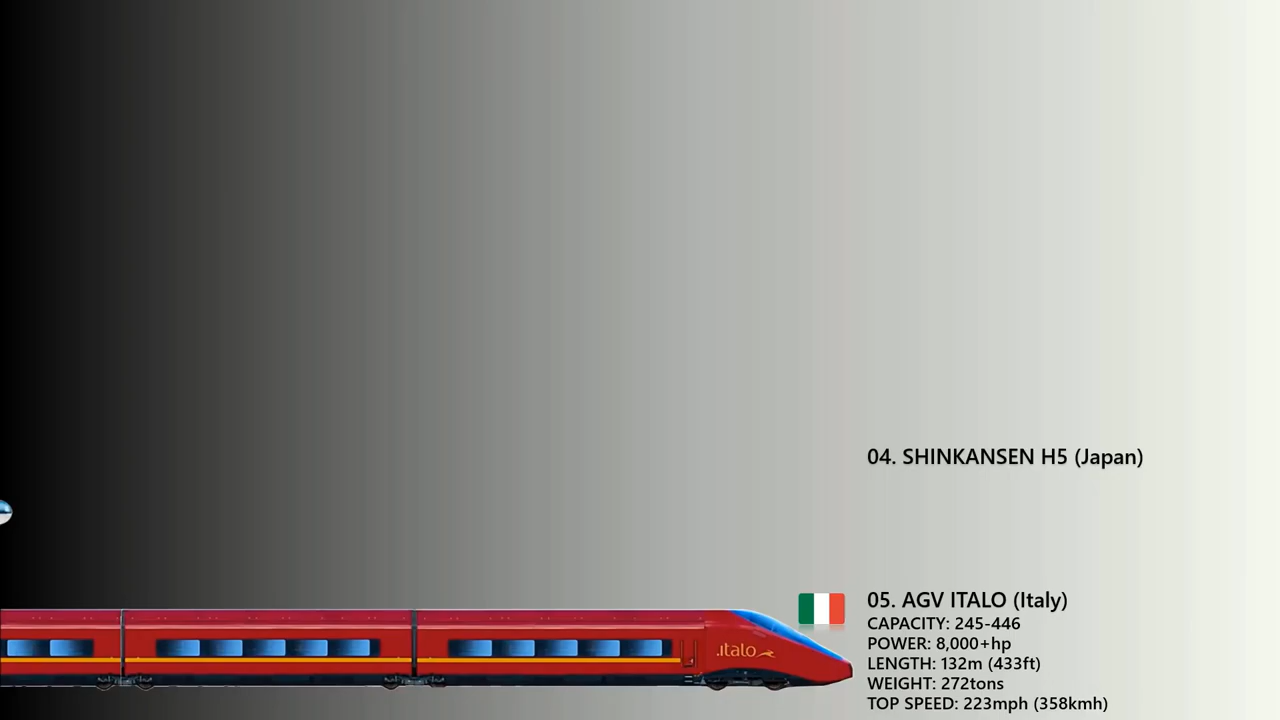 04. SHINKANSEN H5 (Japan)
05. AGV ITALO (Italy)
CAPACITY: 245-446
POWER: 8,000+hp
LENGTH: 132m (433ft)
WEIGHT: 272tons
TOP SPEED: 223mph (358kmh)
.italo